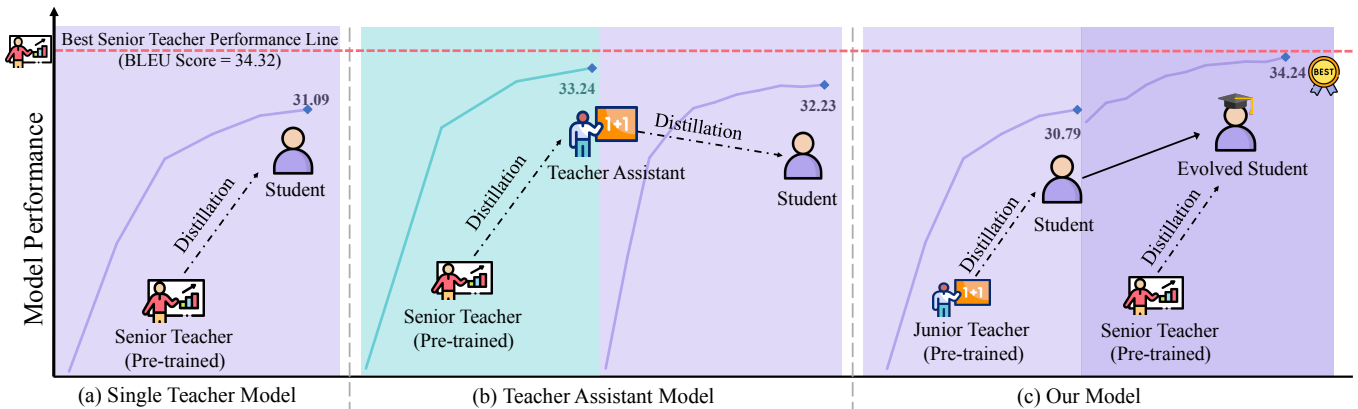 Model Performance
Best Senior Teacher Performance Line
(BLEU Score = 34.32)
31.09
Student
Distillation
Senior Teacher
(Pre-trained)
(a) Single Teacher Model
33.24
1+1
Teacher Assistant
Distillation
Senior Teacher
(Pre-trained)
Distillation
32.23
Student
(b) Teacher Assistant Model
30.79
Student
Distillation
1+1
Junior Teacher
(Pre-trained)
34.24
BEST
Evolved Student
Distillation
Senior Teacher
(Pre-trained)
(c) Our Model